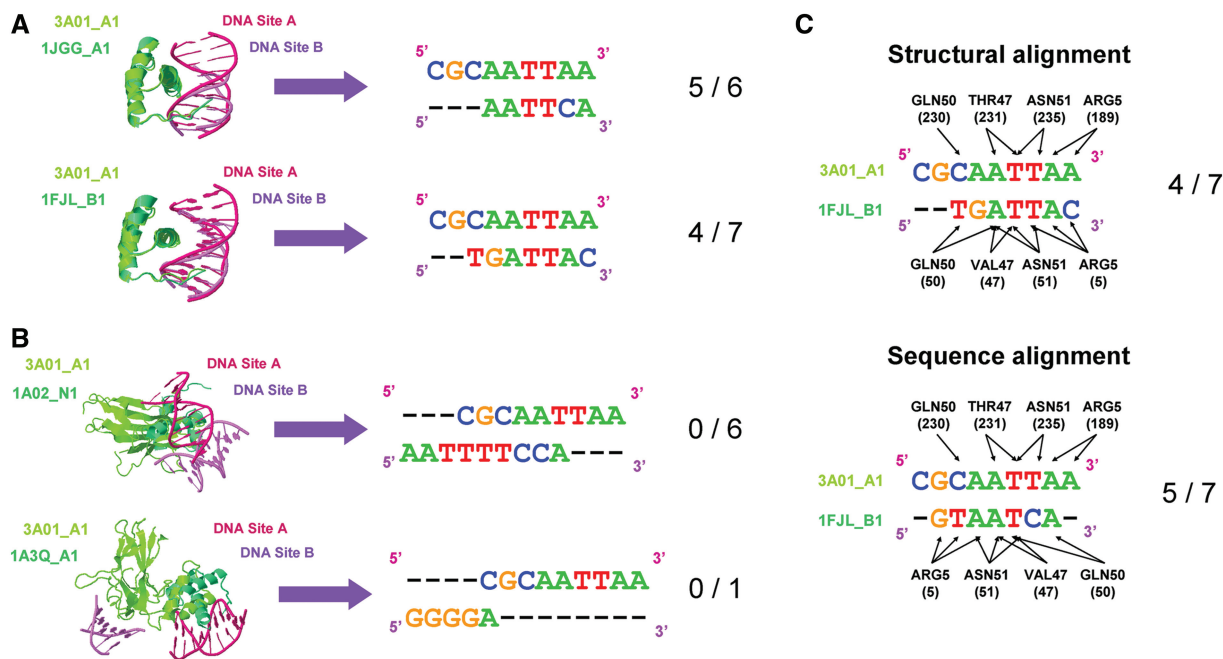 A
3A01_A1
1JGG_A1
DNA Site A
DNA Site B
5’ 3’
CGCAATTAA
---AATTCA
5’ 3’
5 / 6
3A01_A1
1FJL_B1
DNA Site A
DNA Site B
5’ 3’
CGCAATTAA
--TGATTAC
5’ 3’
4 / 7
B
3A01_A1
1A02_N1
DNA Site A
DNA Site B
5’ 3’
---CGCAATTAA
AATTTTCCA---
5’ 3’
0 / 6
3A01_A1
1A3Q_A1
DNA Site A
DNA Site B
5’ 3’
----CGCAATTAA
GGGGA--------
5’ 3’
0 / 1
C
Structural alignment
GLN50 THR47 ASN51 ARG5
(230) (231) (235) (189)
5’ 3’
3A01_A1 CGCAATTAA
1FJL_B1 --TGATTAC
5’ 3’
GLN50 VAL47 ASN51 ARG5
(50) (47) (51) (5)
4 / 7
Sequence alignment
GLN50 THR47 ASN51 ARG5
(230) (231) (235) (189)
5’ 3’
3A01_A1 CGCAATTAA
1FJL_B1 -GTAATCA-
5’ 3’
ARG5 ASN51 VAL47 GLN50
(5) (51) (47) (50)
5 / 7